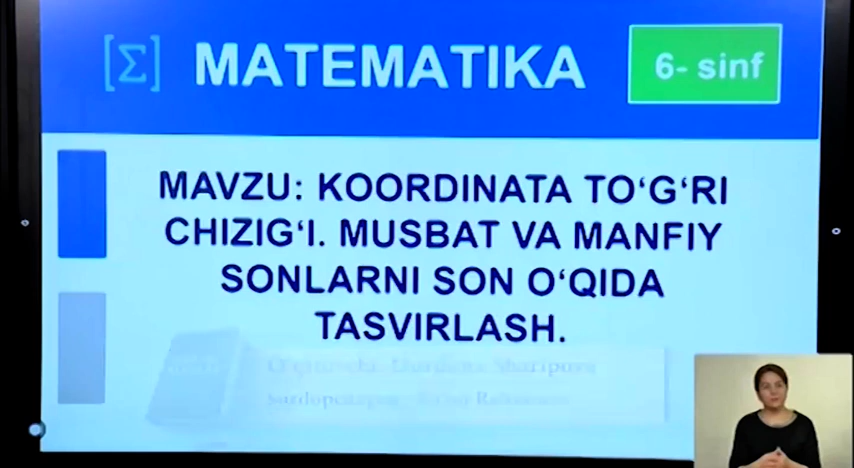 [Σ] MATEMATIKA
6- sinf
MAVZU: KOORDINATA TO‘G‘RI
CHIZIG‘I. MUSBAT VA MANFIY
SONLARNI SON O‘QIDA
TASVIRLASH.